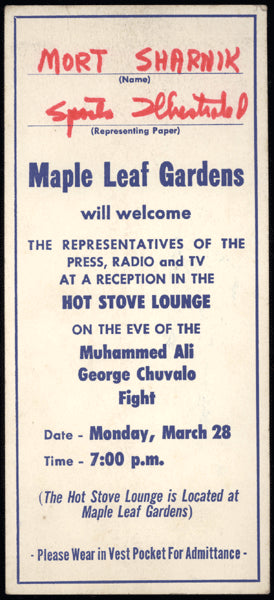 MORT SHARNIK
(Name)
Sports Illustrated
(Representing Paper)
Maple Leaf Gardens
will welcome
THE REPRESENTATIVES OF THE
PRESS, RADIO and TV
AT A RECEPTION IN THE
HOT STOVE LOUNGE
ON THE EVE OF THE
Muhammed Ali
George Chuvalo
Fight
Date - Monday, March 28
Time - 7:00 p.m.
(The Hot Stove Lounge is Located at
Maple Leaf Gardens)
- Please Wear in Vest Pocket For Admittance -